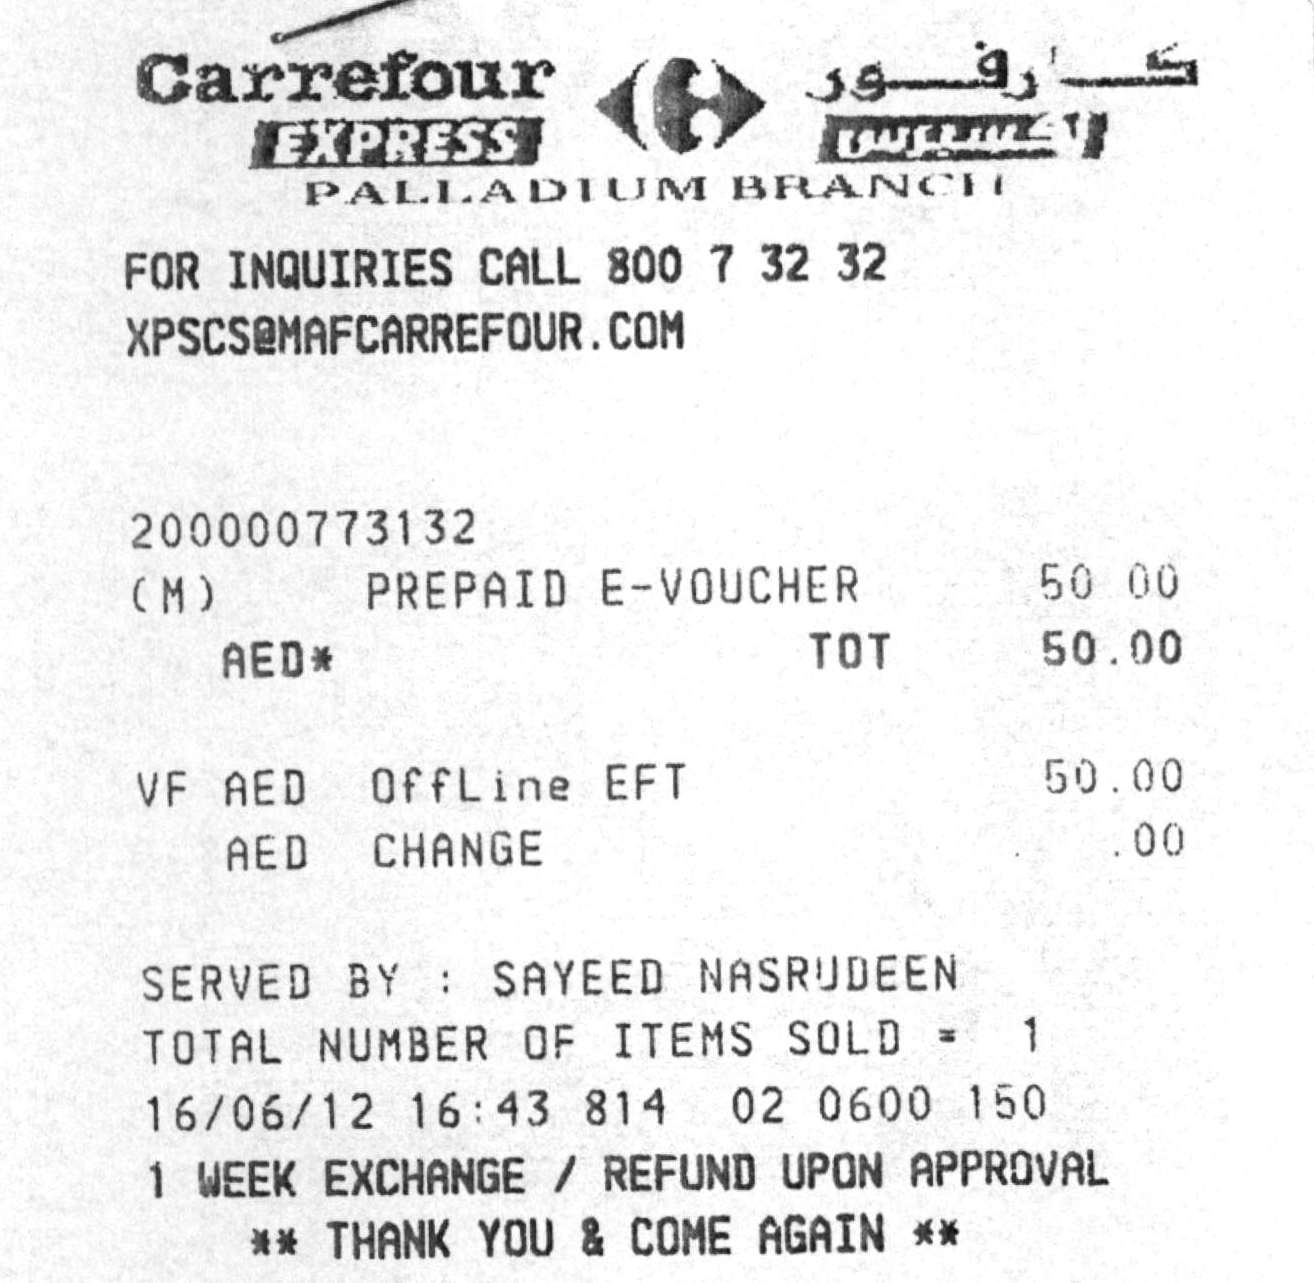 Carrefour كارفور
EXPRESS اكسبرس
PALLADIUM BRANCH
FOR INQUIRIES CALL 800 7 32 32
XPSCS@MAFCARREFOUR.COM
200000773132
(M) PREPAID E-VOUCHER 50 00
AED* TOT 50.00
VF AED OffLine EFT 50.00
AED CHANGE .00
SERVED BY : SAYEED NASRUDEEN
TOTAL NUMBER OF ITEMS SOLD = 1
16/06/12 16:43 814 02 0600 150
1 WEEK EXCHANGE / REFUND UPON APPROVAL
** THANK YOU & COME AGAIN **